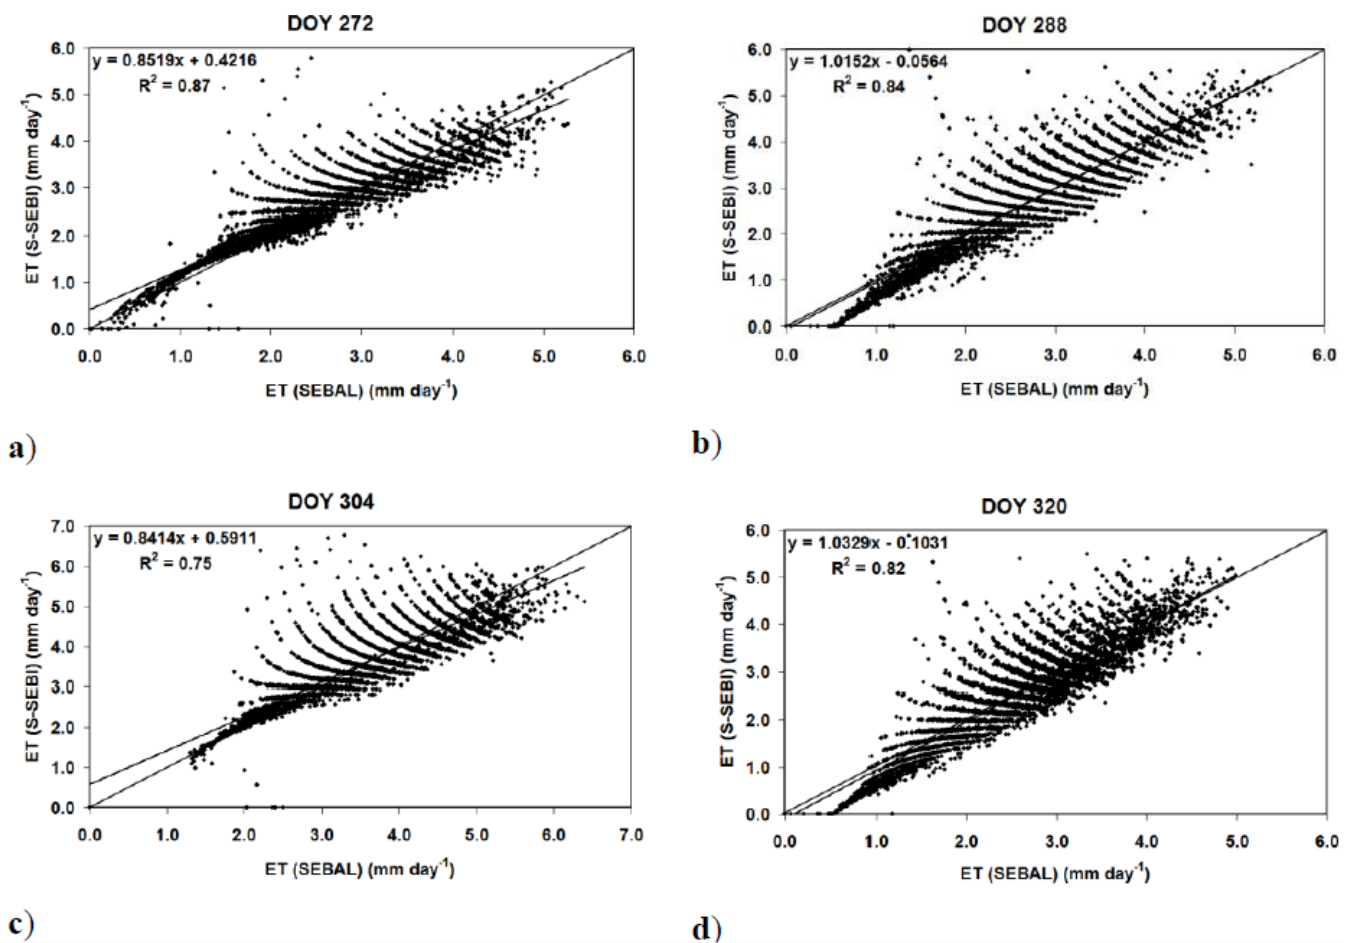 DOY 272
y = 0.8519x + 0.4216
R² = 0.87
6.0
5.0
4.0
3.0
2.0
1.0
0.0
ET (S-SEBI) (mm day⁻¹)
0.0 1.0 2.0 3.0 4.0 5.0 6.0
ET (SEBAL) (mm day⁻¹)
a)
DOY 288
y = 1.0152x - 0.0564
R² = 0.84
6.0
5.0
4.0
3.0
2.0
1.0
0.0
ET (S-SEBI) (mm day⁻¹)
0.0 1.0 2.0 3.0 4.0 5.0 6.0
ET (SEBAL) (mm day⁻¹)
b)
DOY 304
y = 0.8414x + 0.5911
R² = 0.75
7.0
6.0
5.0
4.0
3.0
2.0
1.0
0.0
ET (S-SEBI) (mm day⁻¹)
0.0 1.0 2.0 3.0 4.0 5.0 6.0 7.0
ET (SEBAL) (mm day⁻¹)
c)
DOY 320
y = 1.0329x - 0.1031
R² = 0.82
6.0
5.0
4.0
3.0
2.0
1.0
0.0
ET (S-SEBI) (mm day⁻¹)
0.0 1.0 2.0 3.0 4.0 5.0 6.0
ET (SEBAL) (mm day⁻¹)
d)